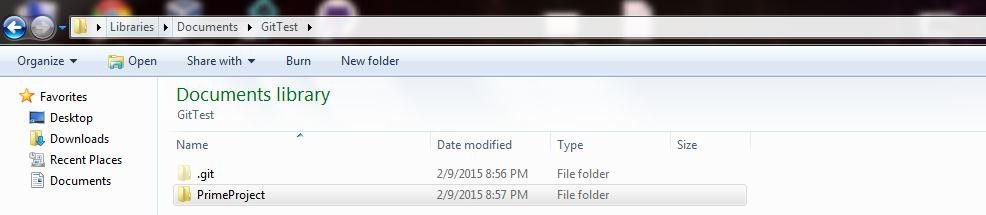 Libraries Documents GitTest
Organize Open Share with Burn New folder
Favorites
Desktop
Downloads
Recent Places
Documents
Documents library
GitTest
Name Date modified Type Size
.git 2/9/2015 8:56 PM File folder
PrimeProject 2/9/2015 8:57 PM File folder